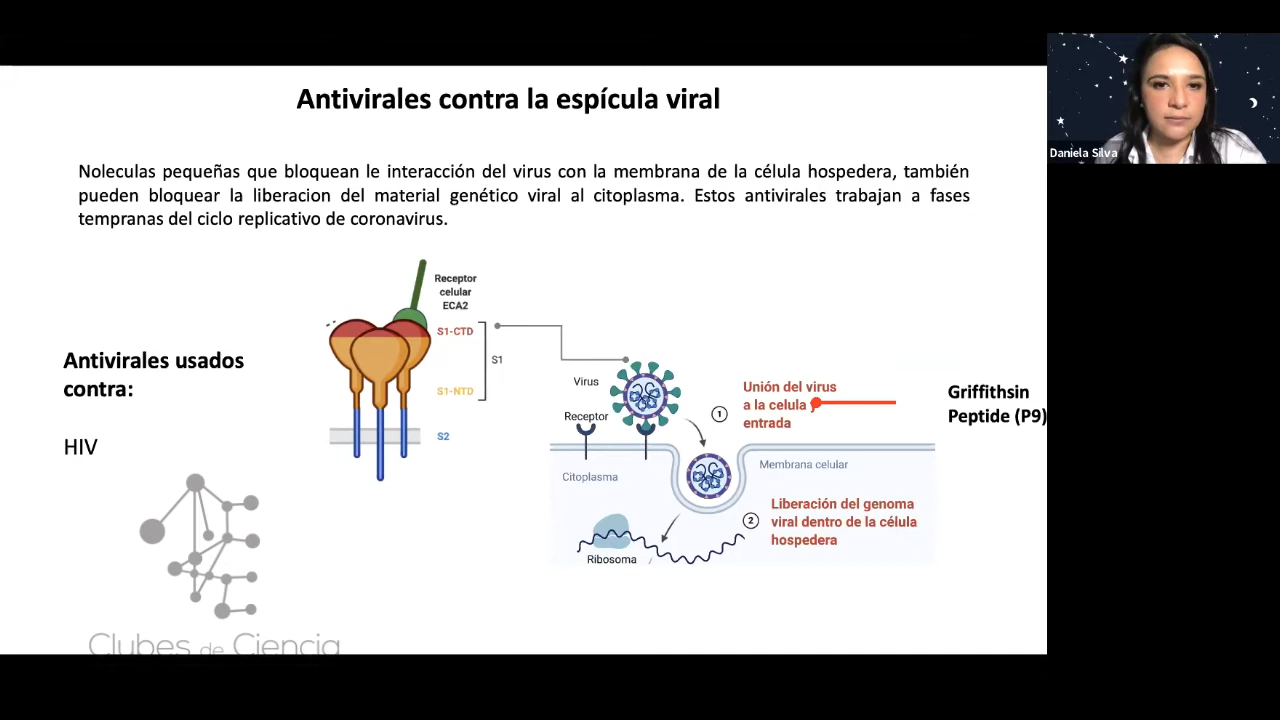 Antivirales contra la espícula viral
Noleculas pequeñas que bloquean le interacción del virus con la membrana de la célula hospedera, también
pueden bloquear la liberacion del material genético viral al citoplasma. Estos antivirales trabajan a fases
tempranas del ciclo replicativo de coronavirus.
Daniela Silva
Receptor
celular
ECA2
S1-CTD
S1
S1-NTD
S2
Antivirales usados
contra:
HIV
Virus
Receptor
Citoplasma
Ribosoma
1
Unión del virus
a la celula y
entrada
Membrana celular
2
Liberación del genoma
viral dentro de la célula
hospedera
Griffithsin
Peptide (P9)
Clubes de Ciencia